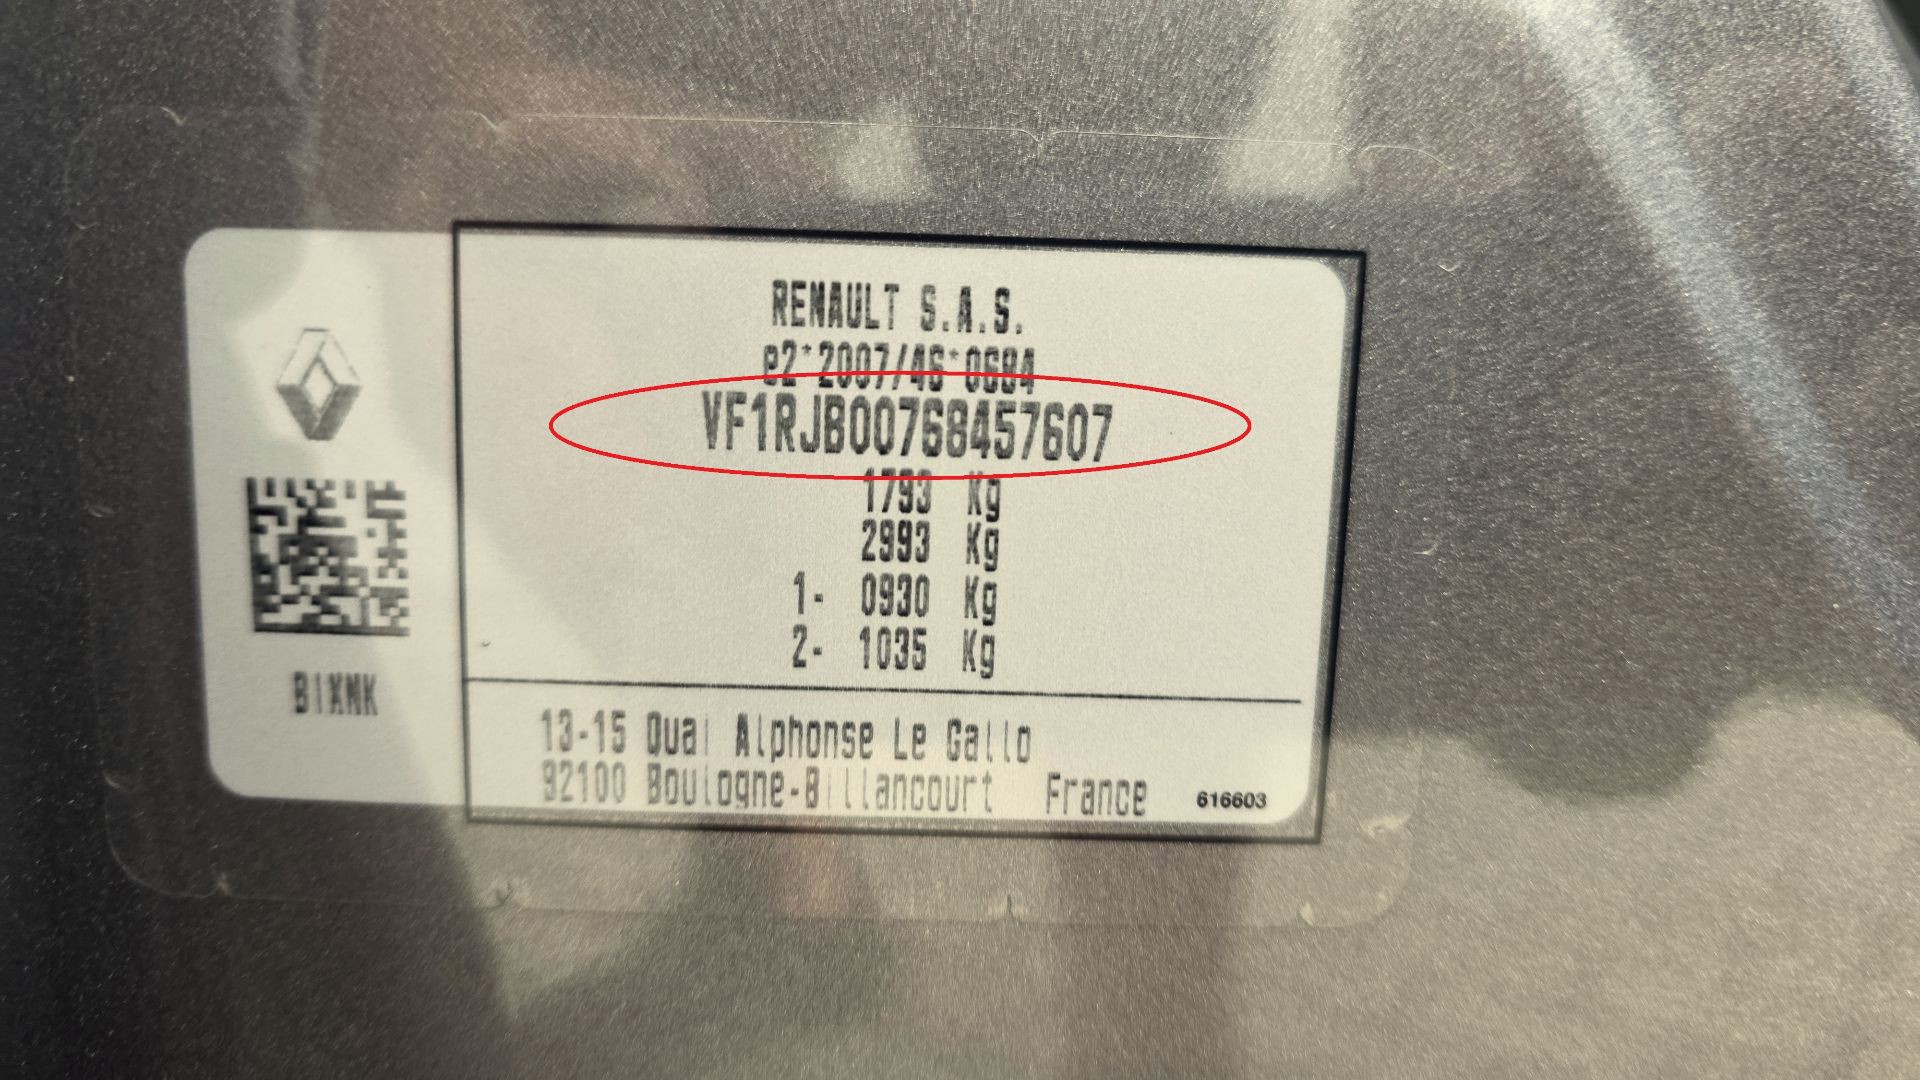 RENAULT S.A.S.
e2*2007/46*0684
VF1RJB00768457607
1793 Kg
2993 Kg
1- 0930 Kg
2- 1035 Kg
BIXNK
13-15 Quai Alphonse Le Gallo
92100 Boulogne-Billancourt France
616603